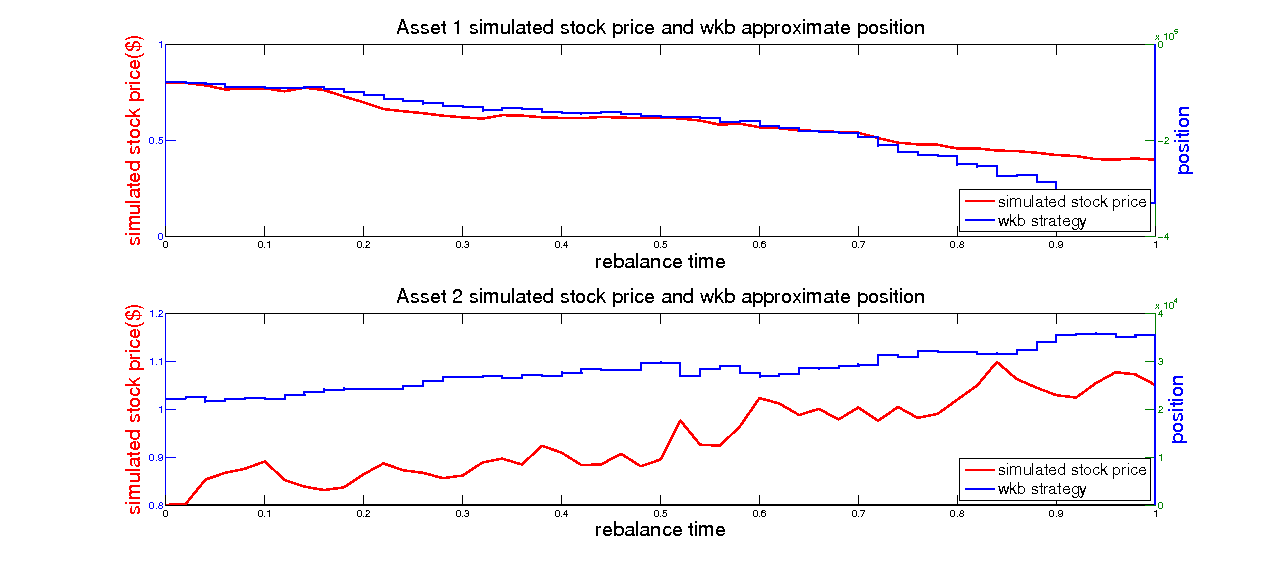 Asset 1 simulated stock price and wkb approximate position
simulated stock price($)
1
0.5
0
x 10^5
0
−2
−4
position
simulated stock price
wkb strategy
0 0.1 0.2 0.3 0.4 0.5 0.6 0.7 0.8 0.9 1
rebalance time
Asset 2 simulated stock price and wkb approximate position
simulated stock price($)
1.2
1.1
1
0.9
0.8
x 10^4
4
3
2
1
0
position
simulated stock price
wkb strategy
0 0.1 0.2 0.3 0.4 0.5 0.6 0.7 0.8 0.9 1
rebalance time